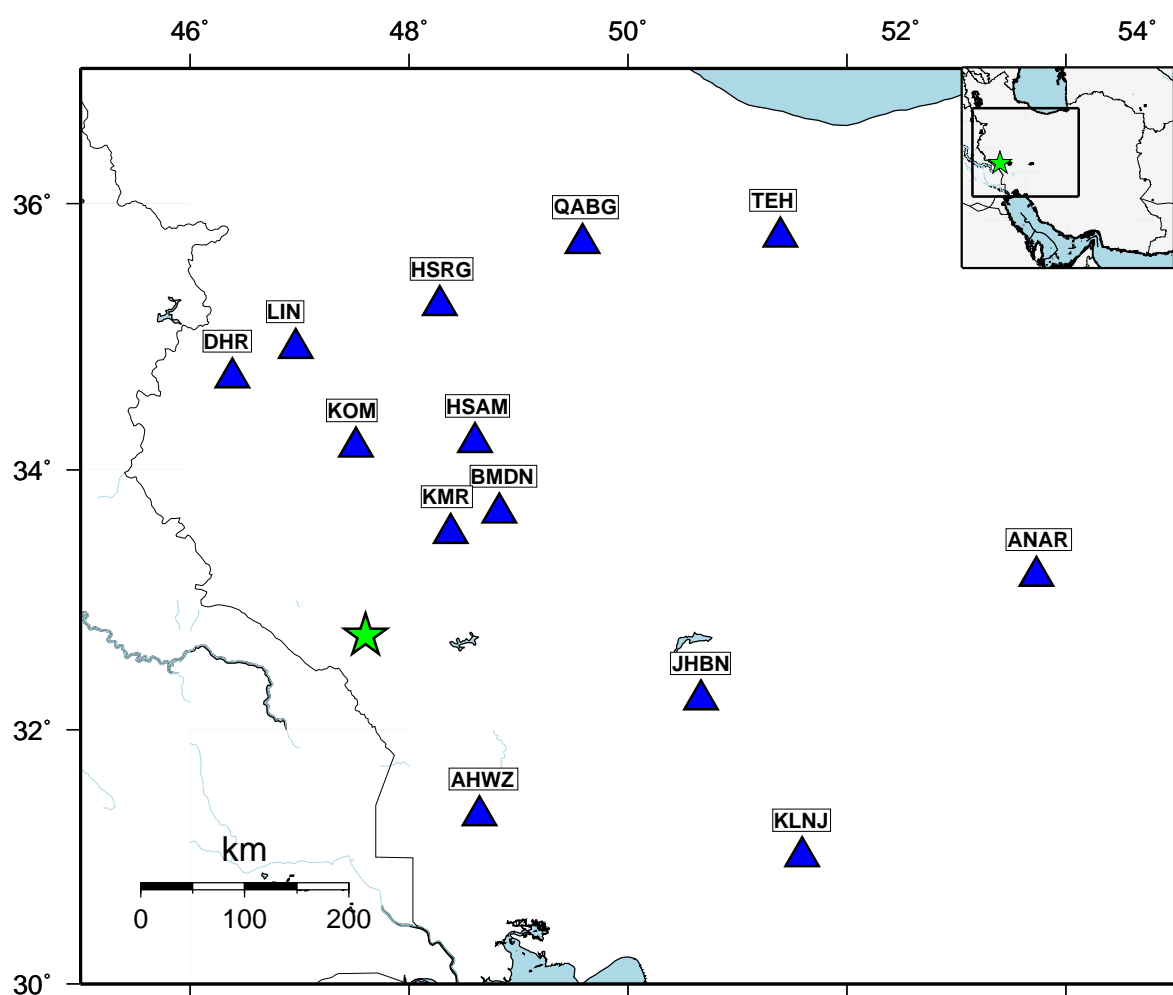 46° 48° 50° 52° 54°
36°
34°
32°
30°
QABG
TEH
HSRG
LIN
DHR
KOM
HSAM
BMDN
KMR
ANAR
JHBN
AHWZ
KLNJ
km
0 100 200